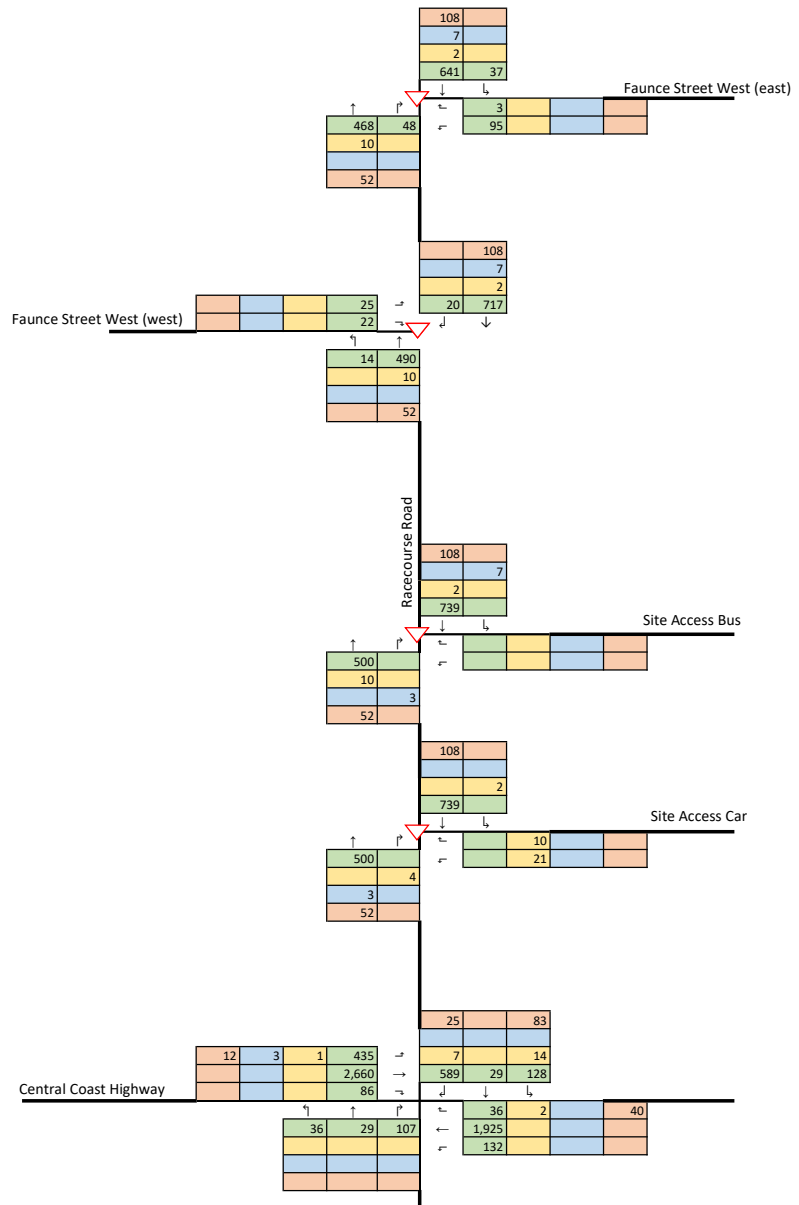 108
7
2
641 37
Faunce Street West (east)
↑ ↱ ↓ ↳
3
468 48 95
10
52
108
7
2
25 20 717
Faunce Street West (west)
22
14 490
10
52
Racecourse Road
108
7
2
739
Site Access Bus
500
10
3
52
108
2
739
Site Access Car
10
500 21
4
3
52
25 83
12 3 1 435 7 14
2,660 589 29 128
86
Central Coast Highway
36 2 40
36 29 107 1,925
132